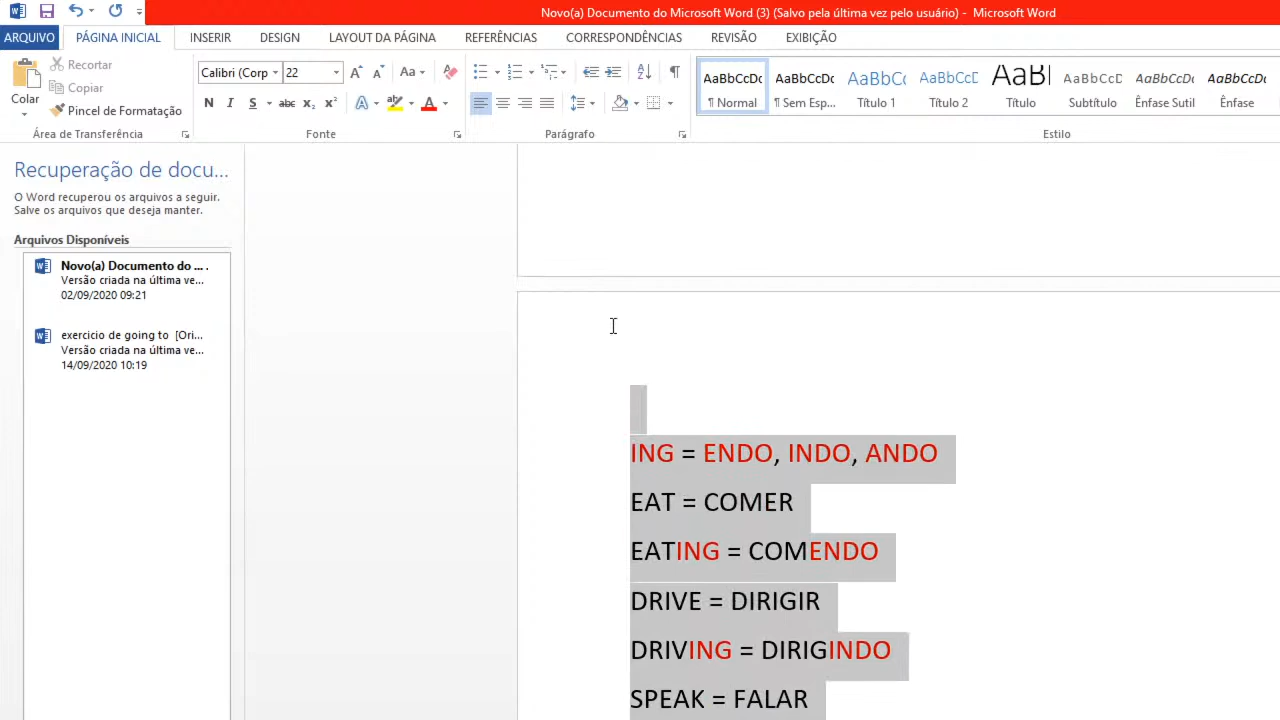 Novo(a) Documento do Microsoft Word (3) (Salvo pela última vez pelo usuário) - Microsoft Word
ARQUIVO PÁGINA INICIAL INSERIR DESIGN LAYOUT DA PÁGINA REFERÊNCIAS CORRESPONDÊNCIAS REVISÃO EXIBIÇÃO
Colar
Recortar
Copiar
Pincel de Formatação
Área de Transferência
Calibri (Corp 22
Aa
N I S abc x₂ x²
Fonte
Parágrafo
AaBbCcDc AaBbCcDc AaBbCc AaBbCcD AaBl AaBbCcD AaBbCcDc AaBbCcDc
¶ Normal ¶ Sem Esp... Título 1 Título 2 Título Subtítulo Ênfase Sutil Ênfase
Estilo
Recuperação de docu...
O Word recuperou os arquivos a seguir.
Salve os arquivos que deseja manter.
Arquivos Disponíveis
Novo(a) Documento do ... .
Versão criada na última ve...
02/09/2020 09:21
exercicio de going to [Ori...
Versão criada na última ve...
14/09/2020 10:19
ING = ENDO, INDO, ANDO
EAT = COMER
EATING = COMENDO
DRIVE = DIRIGIR
DRIVING = DIRIGINDO
SPEAK = FALAR